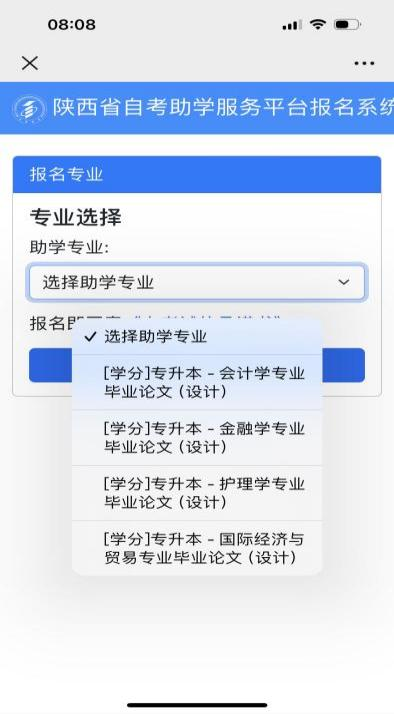 08:08
陕西省自考助学服务平台报名系统
报名专业
专业选择
助学专业:
选择助学专业
报名即
选择助学专业
[学分]专升本 - 会计学专业
毕业论文 (设计)
[学分]专升本 - 金融学专业
毕业论文 (设计)
[学分]专升本 - 护理学专业
毕业论文 (设计)
[学分]专升本 - 国际经济与
贸易专业毕业论文 (设计)